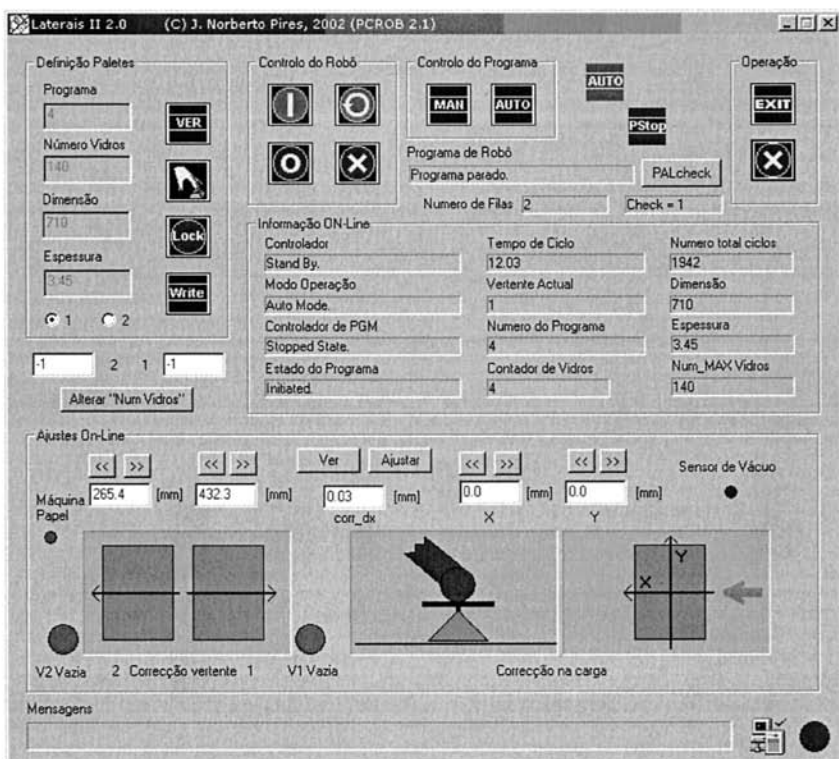 Laterais II 2.0 (C) J. Norberto Pires, 2002 (PCROB 2.1)
Definição Paletes
Programa
4
VER
Número Vidros
140
Dimensão
710
Lock
Espessura
3.45
Write
1 2
-1 2 1 -1
Alterar "Num Vidros"
Controlo do Robô
Controlo do Programa
MAN AUTO
AUTO
PStop
Operação
EXIT
Programa de Robô
Programa parado.
PALcheck
Numero de Filas 2 Check = 1
Informação ON-Line
Controlador Tempo de Ciclo Numero total ciclos
Stand By. 12.03 1942
Modo Operação Vertente Actual Dimensão
Auto Mode. 1 710
Controlador de PGM Numero do Programa Espessura
Stopped State. 4 3.45
Estado do Programa Contador de Vidros Num_MAX Vidros
Initiated. 4 140
Ajustes On-Line
<< >> << >> Ver Ajustar << >> << >> Sensor de Vácuo
Máquina Papel 265.4 [mm] 432.3 [mm] 0.03 [mm] 0.0 [mm] 0.0 [mm]
corr_dx X Y
Y
X
V2 Vazia 2 Correcção vertente 1 V1 Vazia Correcção na carga
Mensagens